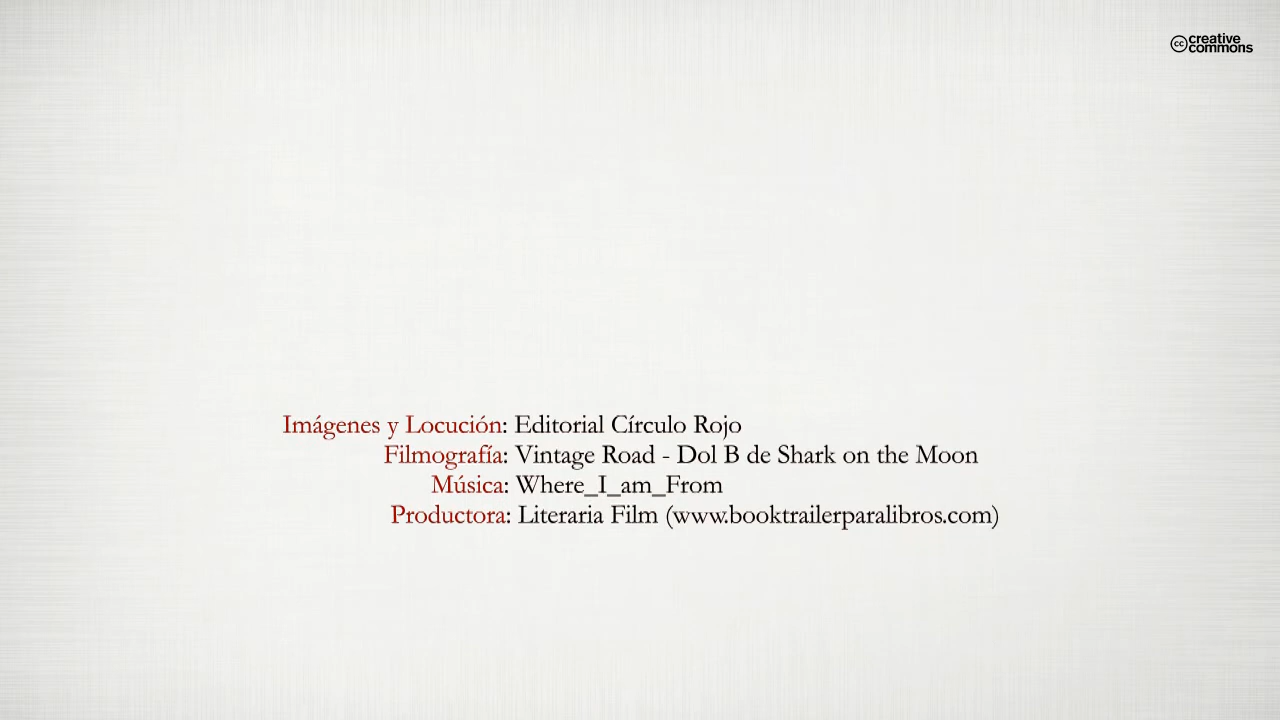 cc creative
commons
Imágenes y Locución: Editorial Círculo Rojo
Filmografía: Vintage Road - Dol B de Shark on the Moon
Música: Where_I_am_From
Productora: Literaria Film (www.booktrailerparalibros.com)